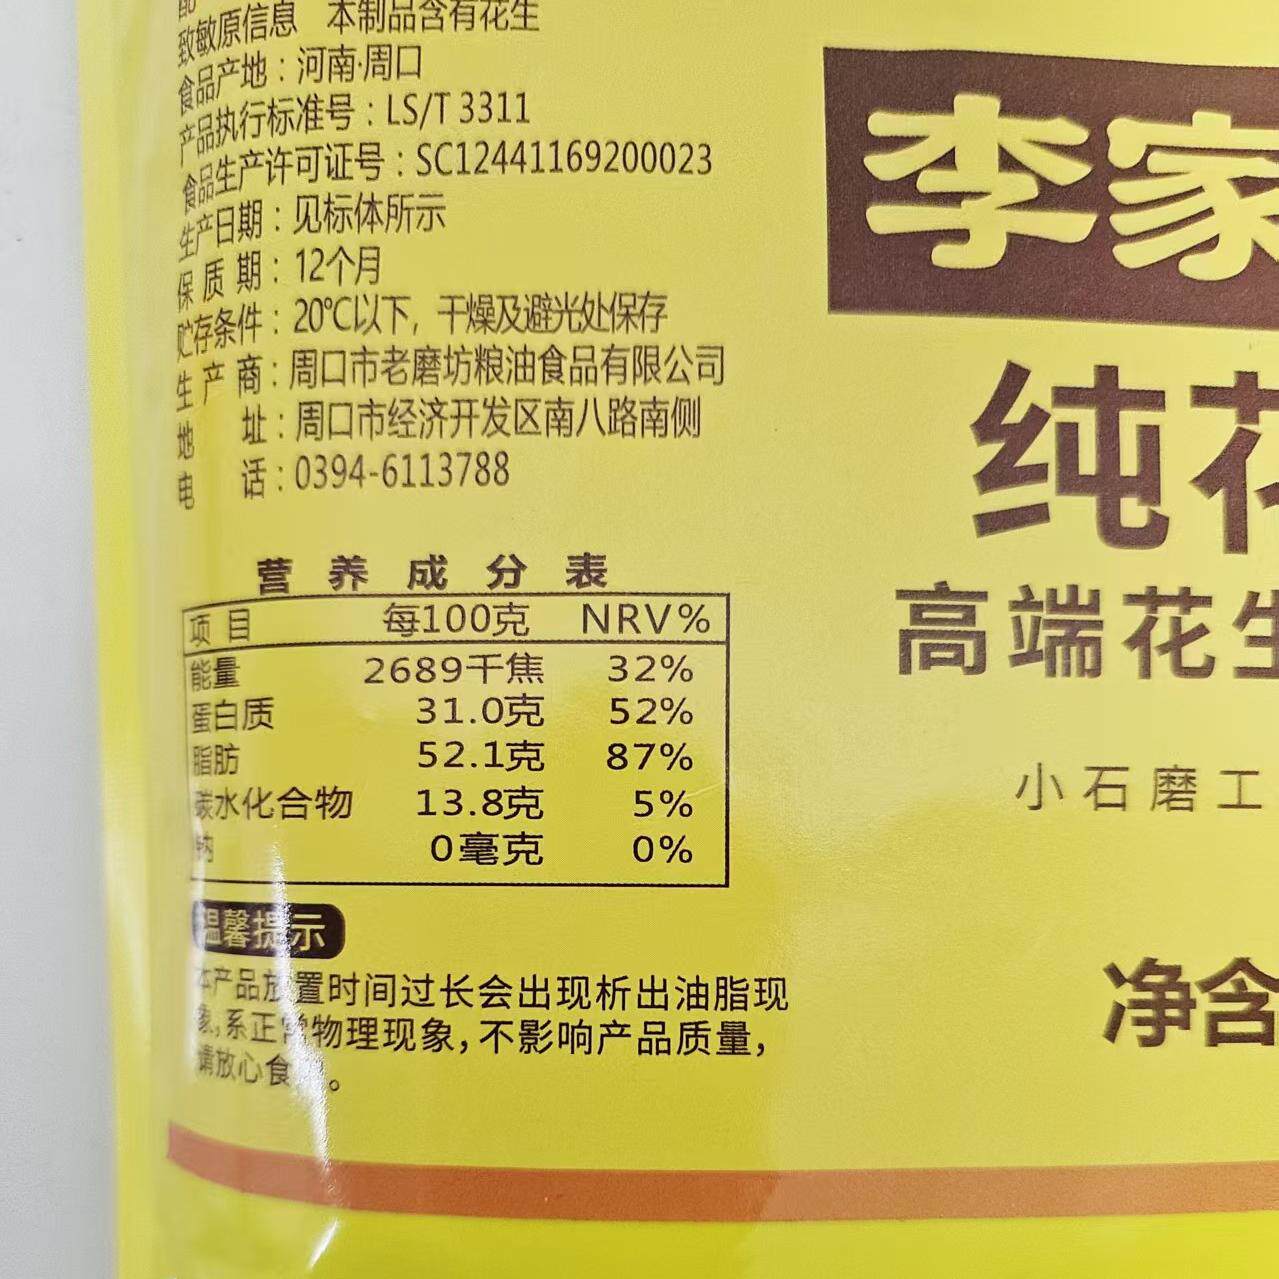 致敏原信息 本制品含有花生
食品产地：河南·周口
产品执行标准号：LS/T 3311
食品生产许可证号：SC12441169200023
生产日期：见标体所示
保质期：12个月
贮存条件：20℃以下，干燥及避光处保存
生产商：周口市老磨坊粮油食品有限公司
地址：周口市经济开发区南八路南侧
电话：0394-6113788
营养成分表
项目 每100克 NRV%
能量 2689千焦 32%
蛋白质 31.0克 52%
脂肪 52.1克 87%
碳水化合物 13.8克 5%
钠 0毫克 0%
温馨提示
本产品放置时间过长会出现析出油脂现
象,系正常物理现象,不影响产品质量,
请放心食。
李家
纯花
高端花生
小石磨工
净含